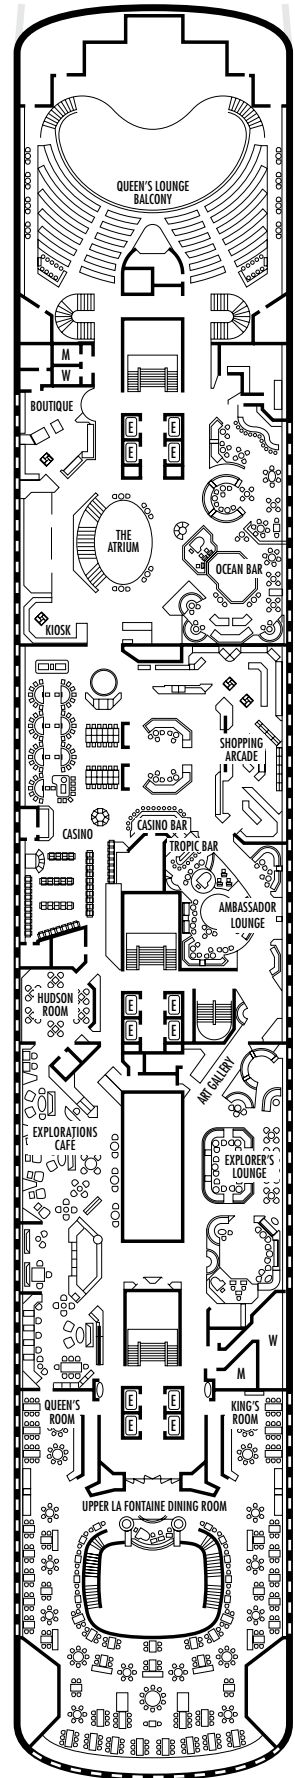 QUEEN'S LOUNGE
BALCONY
M
W
BOUTIQUE
E E
E E
THE
ATRIUM
OCEAN BAR
KIOSK
SHOPPING
ARCADE
CASINO
CASINO BAR
TROPIC BAR
AMBASSADOR
LOUNGE
HUDSON
ROOM
E E
E E
ART GALLERY
EXPLORATIONS
CAFÉ
EXPLORER'S
LOUNGE
W
M
QUEEN'S
ROOM
E E
E E
KING'S
ROOM
UPPER LA FONTAINE DINING ROOM